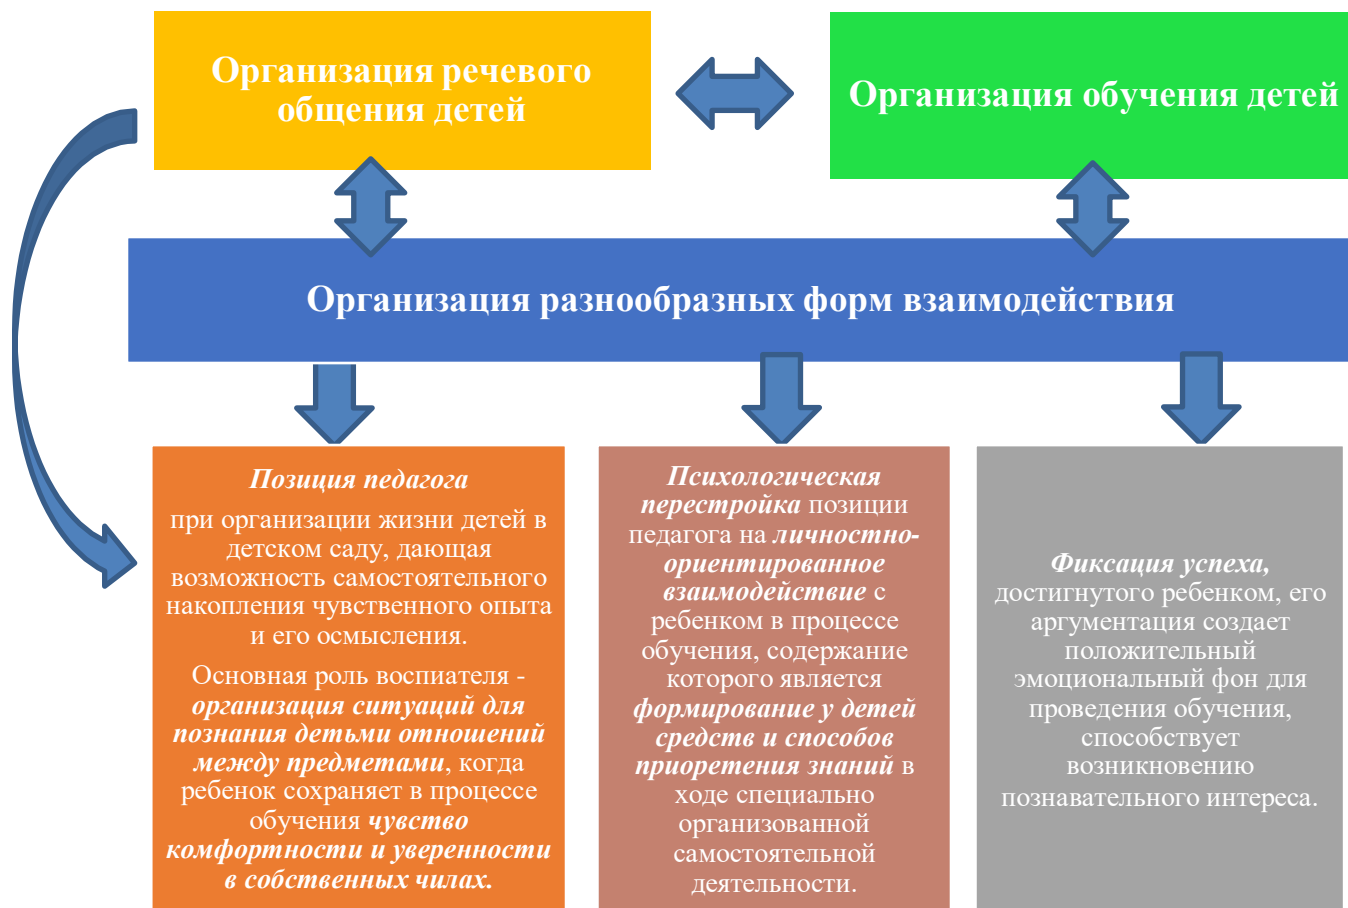 Организация речевого
общения детей
Организация обучения детей
Организация разнообразных форм взаимодействия
Позиция педагога
при организации жизни детей в
детском саду, дающая
возможность самостоятельного
накопления чувственного опыта
и его осмысления.
Основная роль воспиателя -
организация ситуаций для
познания детьми отношений
между предметами, когда
ребенок сохраняет в процессе
обучения чувство
комфортности и уверенности
в собственных чилах.
Психологическая
перестройка позиции
педагога на личностно-
ориентированное
взаимодействие с
ребенком в процессе
обучения, содержание
которого является
формирование у детей
средств и способов
приоретения знаний в
ходе специально
организованной
самостоятельной
деятельности.
Фиксация успеха,
достигнутого ребенком, его
аргументация создает
положительный
эмоциональный фон для
проведения обучения,
способствует
возникновению
познавательного интереса.